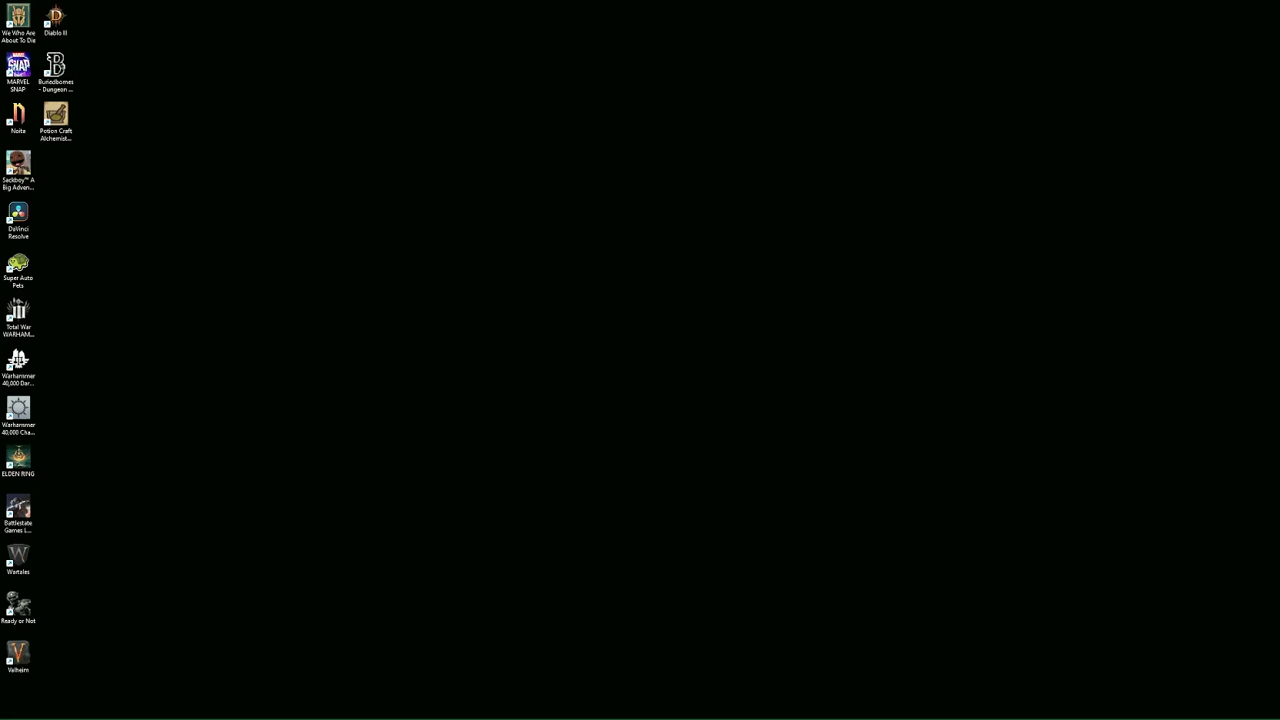 We Who Are
About To Die
Diablo III
MARVEL
SNAP
Buriedbornes
- Dungeon ...
Noita
Potion Craft
Alchemist...
Sackboy™ A
Big Adven...
DaVinci
Resolve
Super Auto
Pets
Total War
WARHAM...
Warhammer
40,000 Dar...
Warhammer
40,000 Cha...
ELDEN RING
Battlestate
Games L...
Wartales
Ready or Not
Valheim